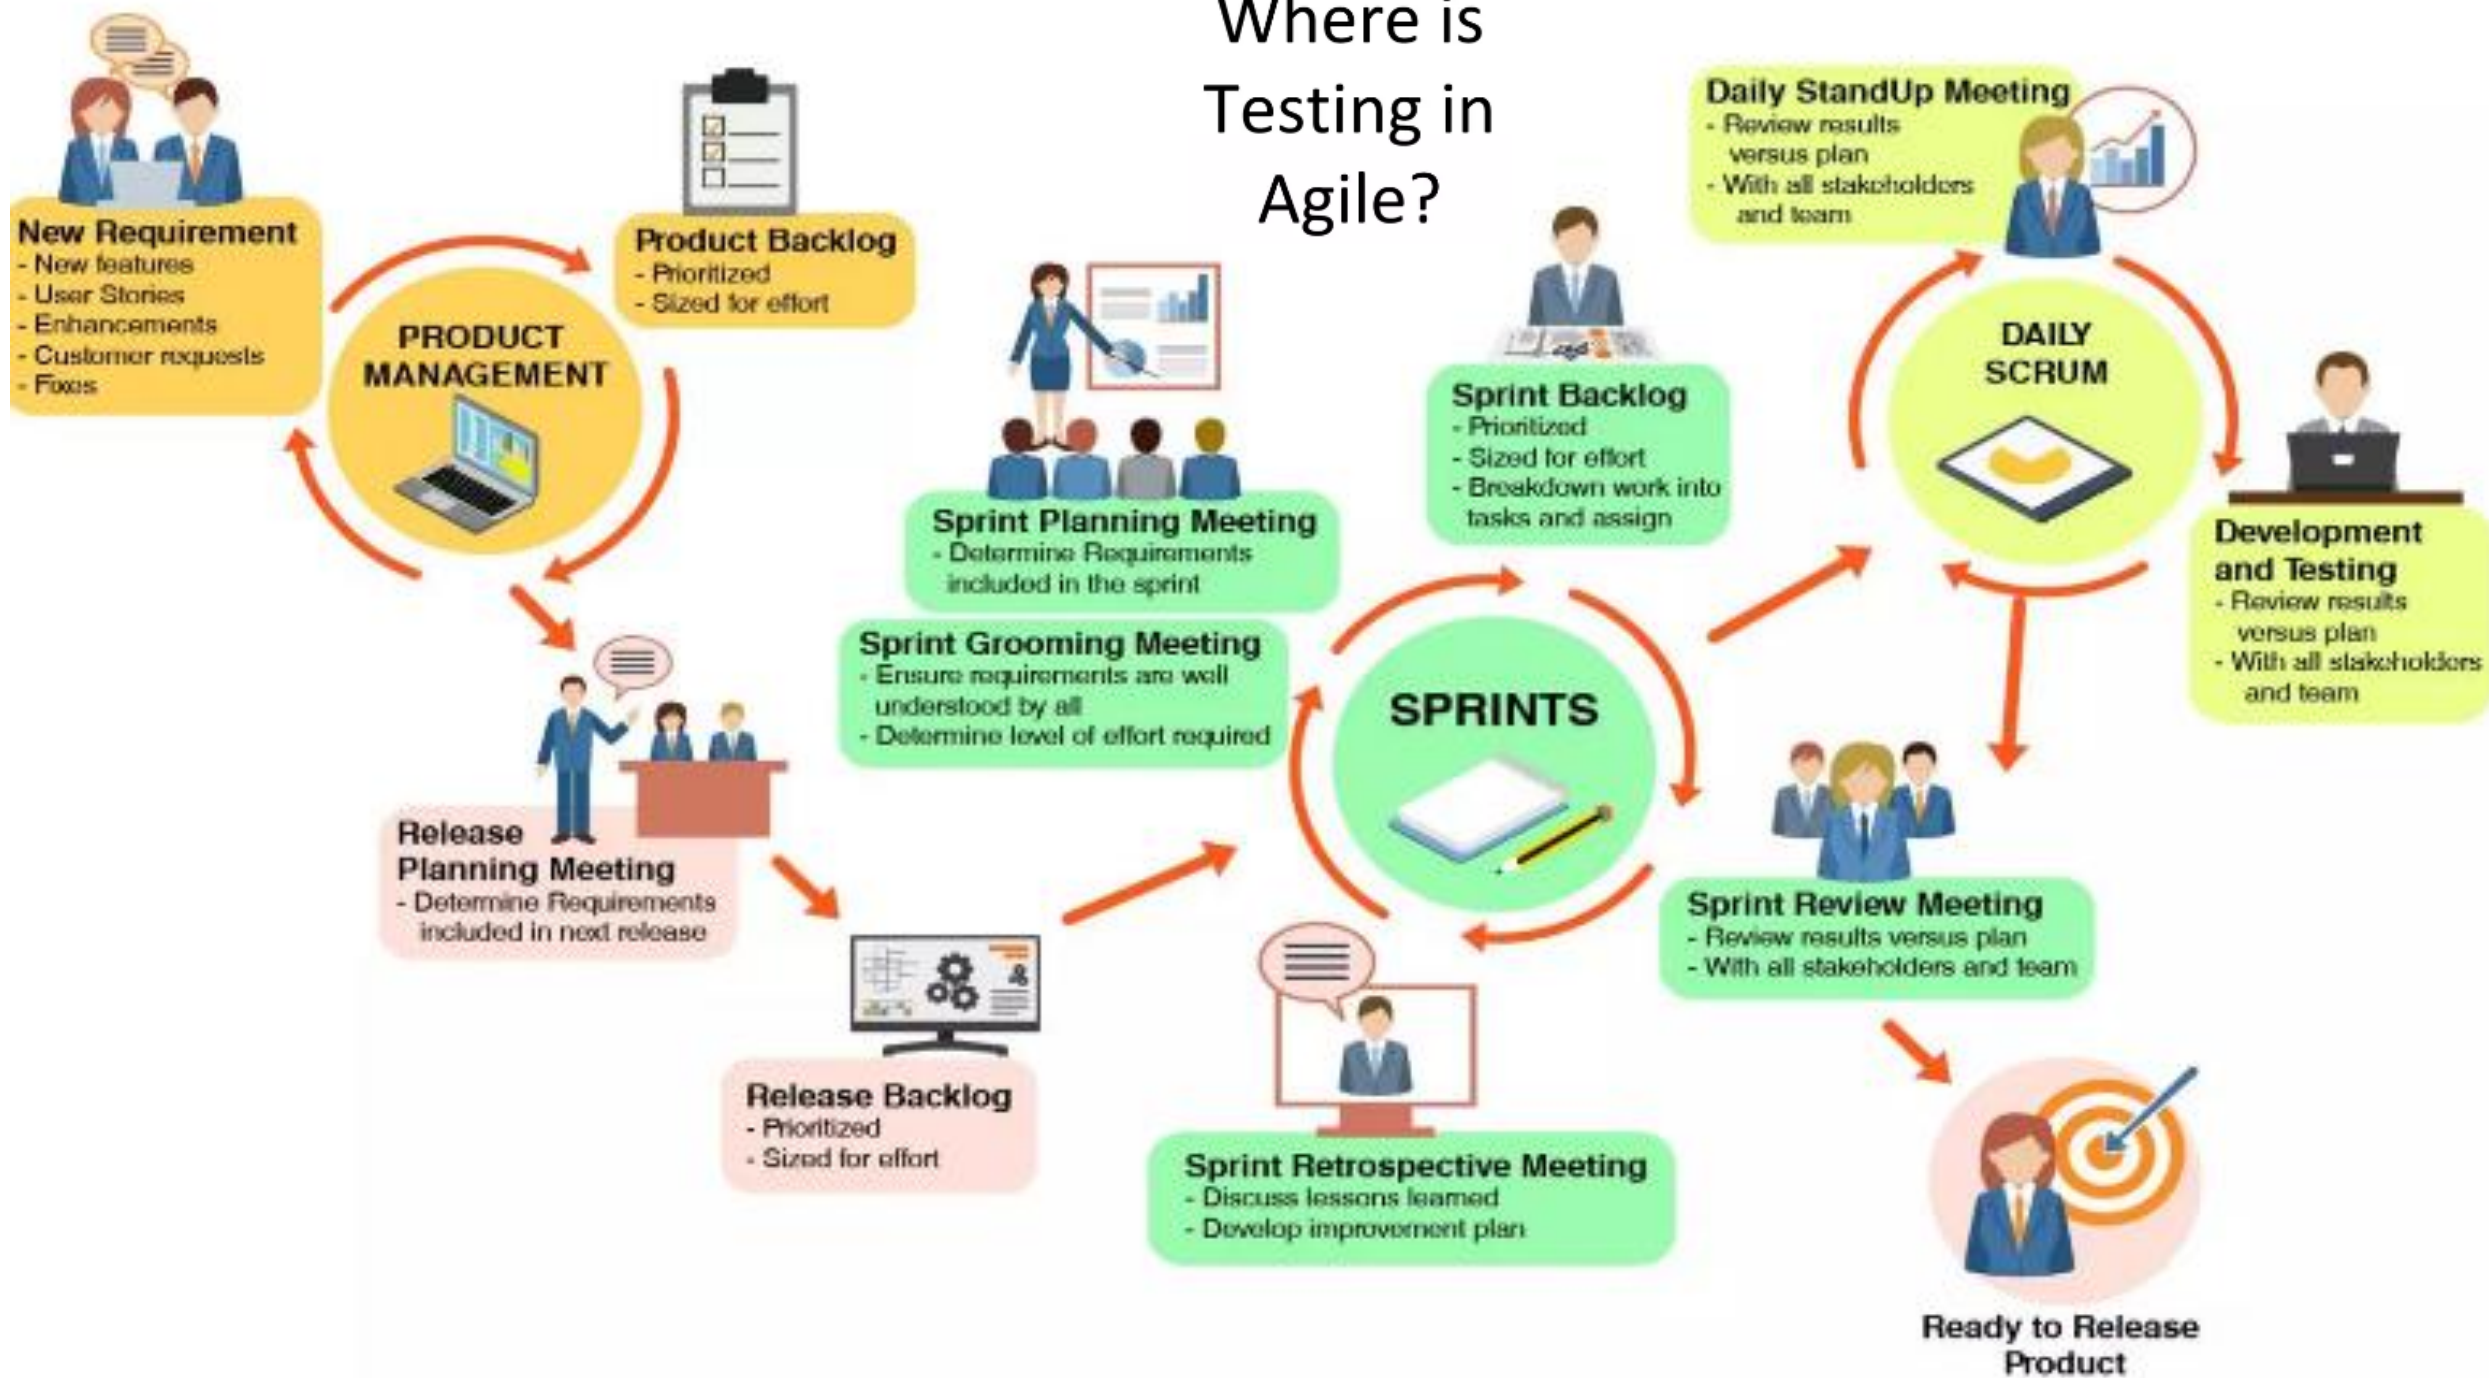 Where is
Testing in
Agile?
New Requirement
- New features
- User Stories
- Enhancements
- Customer requests
- Fixes
PRODUCT
MANAGEMENT
Product Backlog
- Prioritized
- Sized for effort
Release
Planning Meeting
- Determine Requirements
included in next release
Release Backlog
- Prioritized
- Sized for effort
Sprint Planning Meeting
- Determine Requirements
included in the sprint
Sprint Grooming Meeting
- Ensure requirements are well
understood by all
- Determine level of effort required
SPRINTS
Sprint Backlog
- Prioritized
- Sized for effort
- Breakdown work into
tasks and assign
Daily StandUp Meeting
- Review results
versus plan
- With all stakeholders
and team
DAILY
SCRUM
Development
and Testing
- Review results
versus plan
- With all stakeholders
and team
Sprint Review Meeting
- Review results versus plan
- With all stakeholders and team
Sprint Retrospective Meeting
- Discuss lessons learned
- Develop improvement plan
Ready to Release
Product